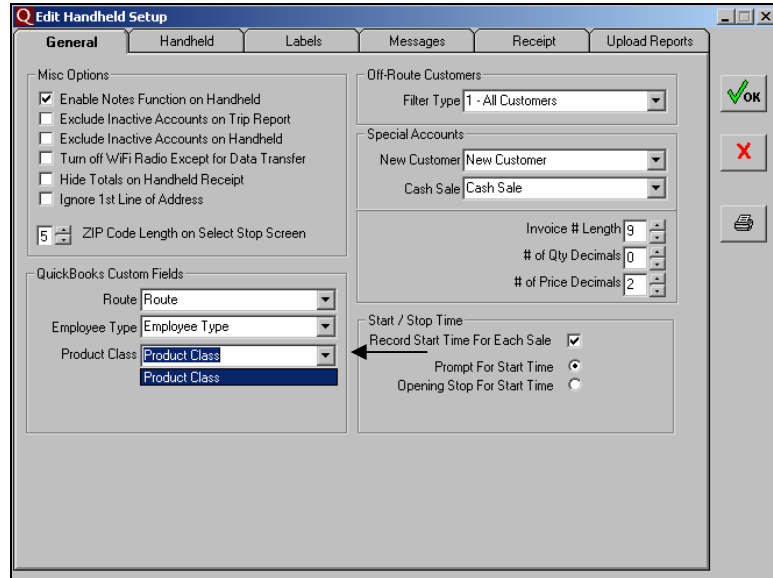 Edit Handheld Setup
General Handheld Labels Messages Receipt Upload Reports
Misc Options
Enable Notes Function on Handheld
Exclude Inactive Accounts on Trip Report
Exclude Inactive Accounts on Handheld
Turn off WiFi Radio Except for Data Transfer
Hide Totals on Handheld Receipt
Ignore 1st Line of Address
5 ZIP Code Length on Select Stop Screen
QuickBooks Custom Fields
Route Route
Employee Type Employee Type
Product Class Product Class
Product Class
Off-Route Customers
Filter Type 1 - All Customers
Special Accounts
New Customer New Customer
Cash Sale Cash Sale
Invoice # Length 9
# of Qty Decimals 0
# of Price Decimals 2
Start / Stop Time
Record Start Time For Each Sale
Prompt For Start Time
Opening Stop For Start Time
OK
X